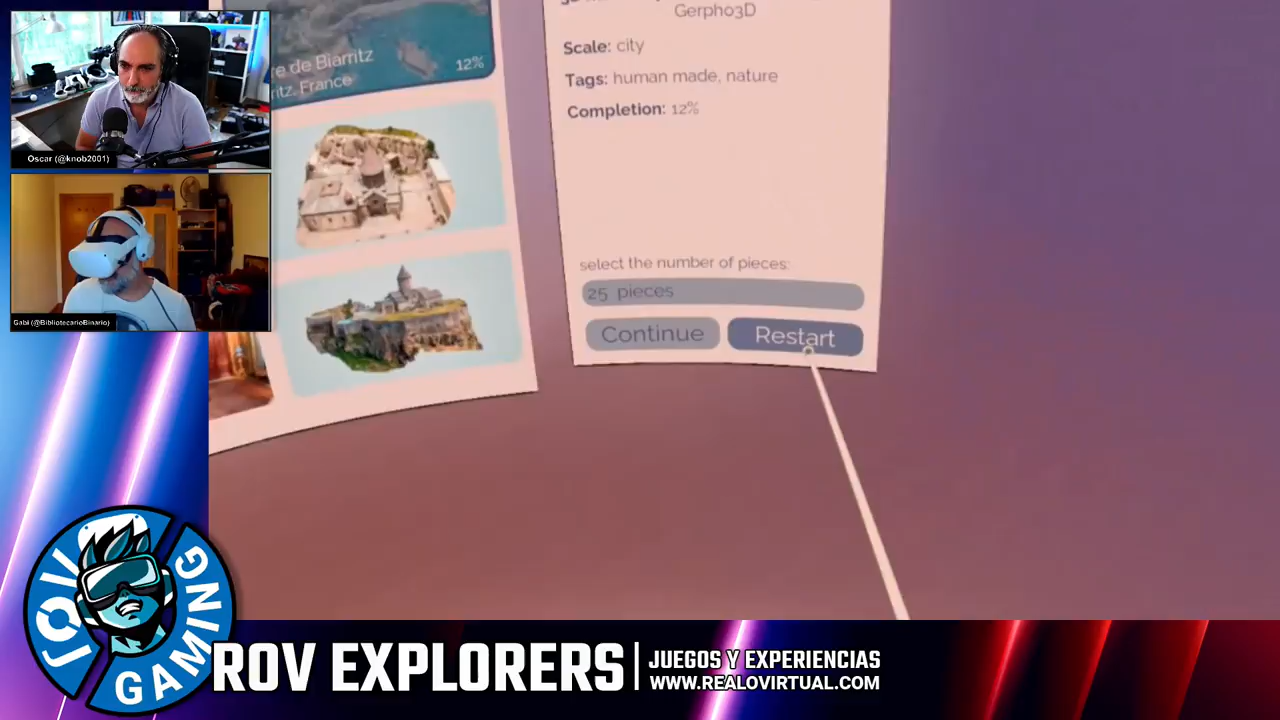 Oscar (@knob2001)
Gabi (@BibliotecarioBinario)
re de Biarritz
ritz, France
12%
Gerpho3D
Scale: city
Tags: human made, nature
Completion: 12%
select the number of pieces:
25 pieces
Continue
Restart
ROV
GAMING
ROV EXPLORERS
JUEGOS Y EXPERIENCIAS
WWW.REALOVIRTUAL.COM